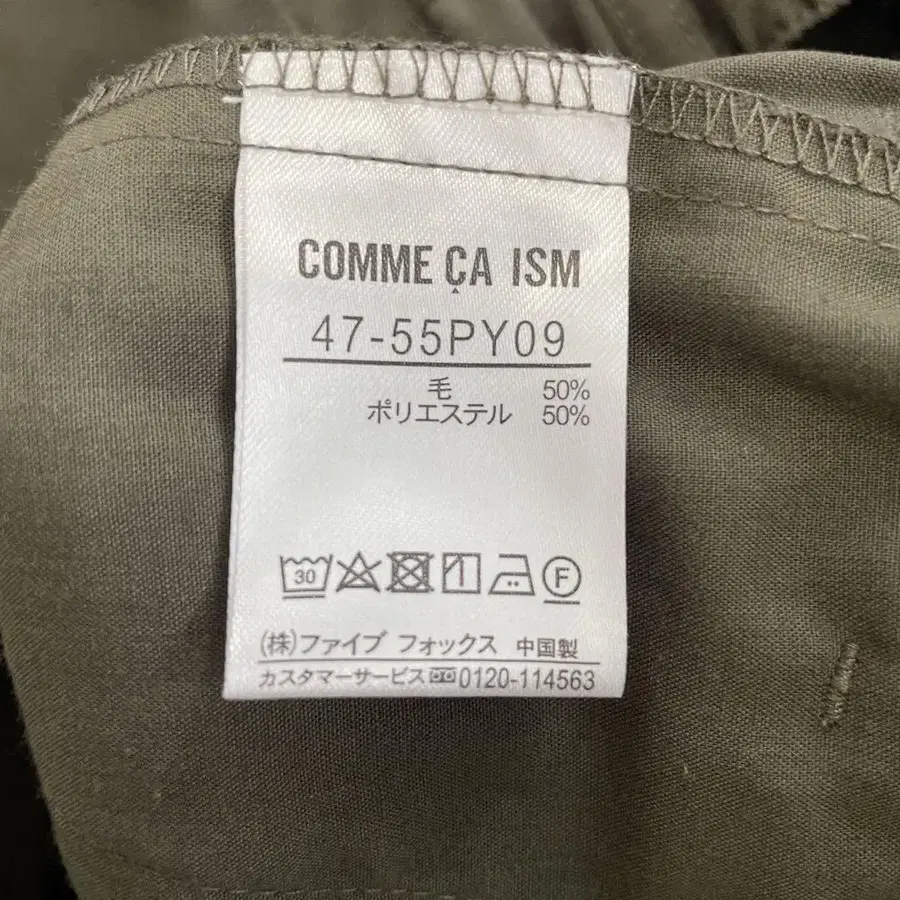 COMME ÇA ISM
47-55PY09
毛 50%
ポリエステル 50%
30 F
(株)ファイブ フォックス 中国製
カスタマーサービス 0120-114563